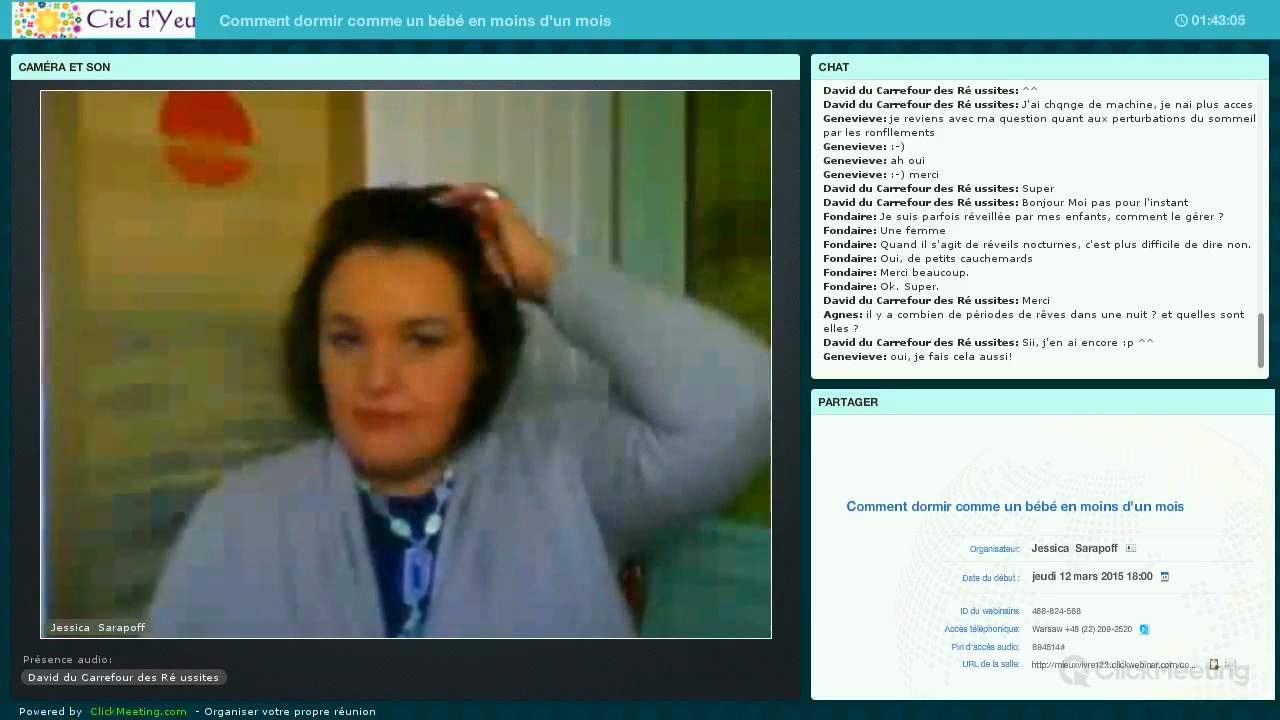 Ciel d'Yeu
Comment dormir comme un bébé en moins d'un mois
01:43:05
CAMÉRA ET SON
Jessica Sarapoff
Présence audio:
David du Carrefour des Ré ussites
CHAT
David du Carrefour des Ré ussites: ^^
David du Carrefour des Ré ussites: J'ai chqnge de machine, je nai plus acces
Genevieve: je reviens avec ma question quant aux perturbations du sommeil
par les ronfllements
Genevieve: :-)
Genevieve: ah oui
Genevieve: :-) merci
David du Carrefour des Ré ussites: Super
David du Carrefour des Ré ussites: Bonjour Moi pas pour l'instant
Fondaire: Je suis parfois réveillée par mes enfants, comment le gérer ?
Fondaire: Une femme
Fondaire: Quand il s'agit de réveils nocturnes, c'est plus difficile de dire non.
Fondaire: Oui, de petits cauchemards
Fondaire: Merci beaucoup.
Fondaire: Ok. Super.
David du Carrefour des Ré ussites: Merci
Agnes: il y a combien de périodes de rêves dans une nuit ? et quelles sont
elles ?
David du Carrefour des Ré ussites: Sii, j'en ai encore :p ^^
Genevieve: oui, je fais cela aussi!
PARTAGER
Comment dormir comme un bébé en moins d'un mois
Organisateur: Jessica Sarapoff
Date du début : jeudi 12 mars 2015 18:00
ID du webinaire: 486-824-568
Accès téléphonique: Warsaw +48 (22) 209-2520
Pin d'accès audio: 694514#
URL de la salle: http://mieuxvivre123.clickwebinar.com/co...
ClickMeeting
Powered by ClickMeeting.com - Organiser votre propre réunion